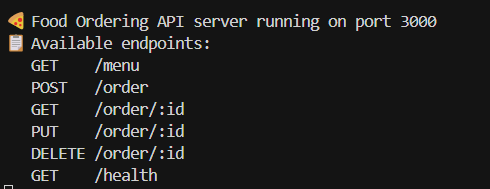 🍕 Food Ordering API server running on port 3000
📋 Available endpoints:
GET    /menu
POST   /order
GET    /order/:id
PUT    /order/:id
DELETE /order/:id
GET    /health